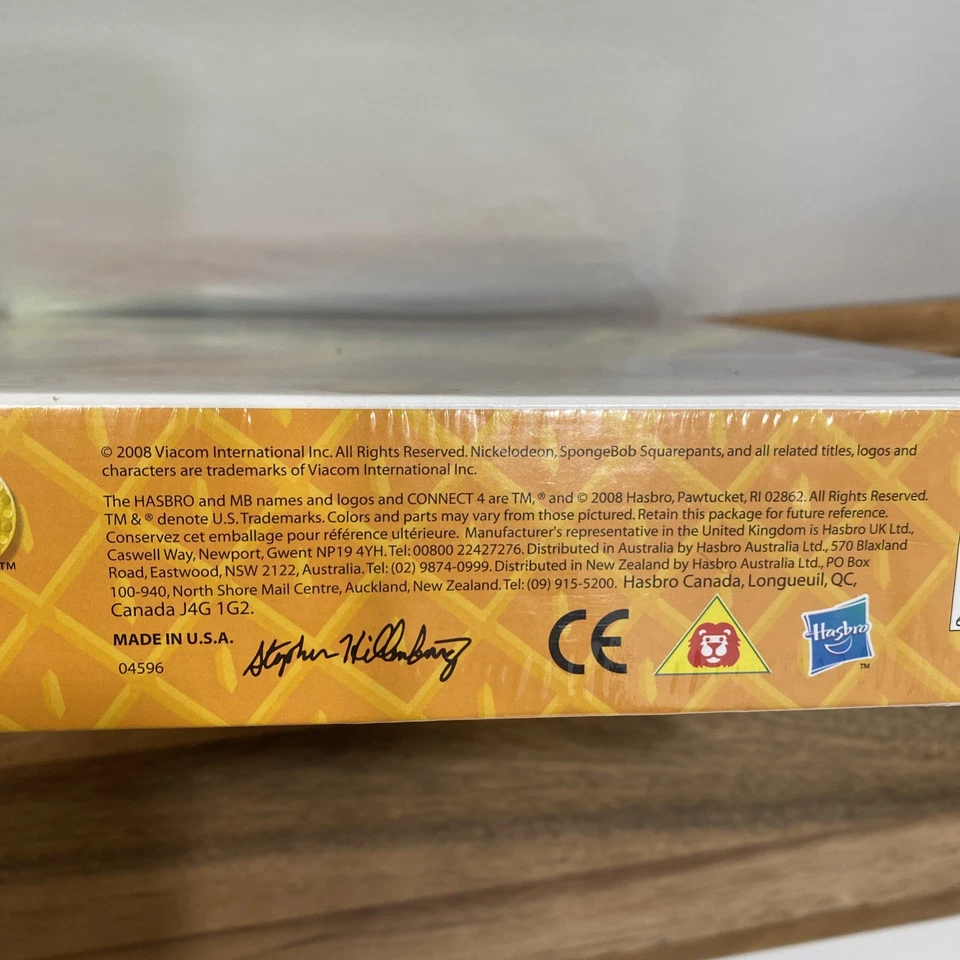 © 2008 Viacom International Inc. All Rights Reserved. Nickelodeon, SpongeBob Squarepants, and all related titles, logos and
characters are trademarks of Viacom International Inc.
The HASBRO and MB names and logos and CONNECT 4 are TM, ® and © 2008 Hasbro, Pawtucket, RI 02862. All Rights Reserved.
TM & ® denote U.S. Trademarks. Colors and parts may vary from those pictured. Retain this package for future reference.
Conservez cet emballage pour référence ultérieure. Manufacturer's representative in the United Kingdom is Hasbro UK Ltd.,
Caswell Way, Newport, Gwent NP19 4YH. Tel: 00800 22427276. Distributed in Australia by Hasbro Australia Ltd., 570 Blaxland
Road, Eastwood, NSW 2122, Australia. Tel: (02) 9874-0999. Distributed in New Zealand by Hasbro Australia Ltd., PO Box
100-940, North Shore Mail Centre, Auckland, New Zealand. Tel: (09) 915-5200. Hasbro Canada, Longueuil, QC,
Canada J4G 1G2.
TM
MADE IN U.S.A.
04596
Stephen Hillenburg
CE
Hasbro
TM
6